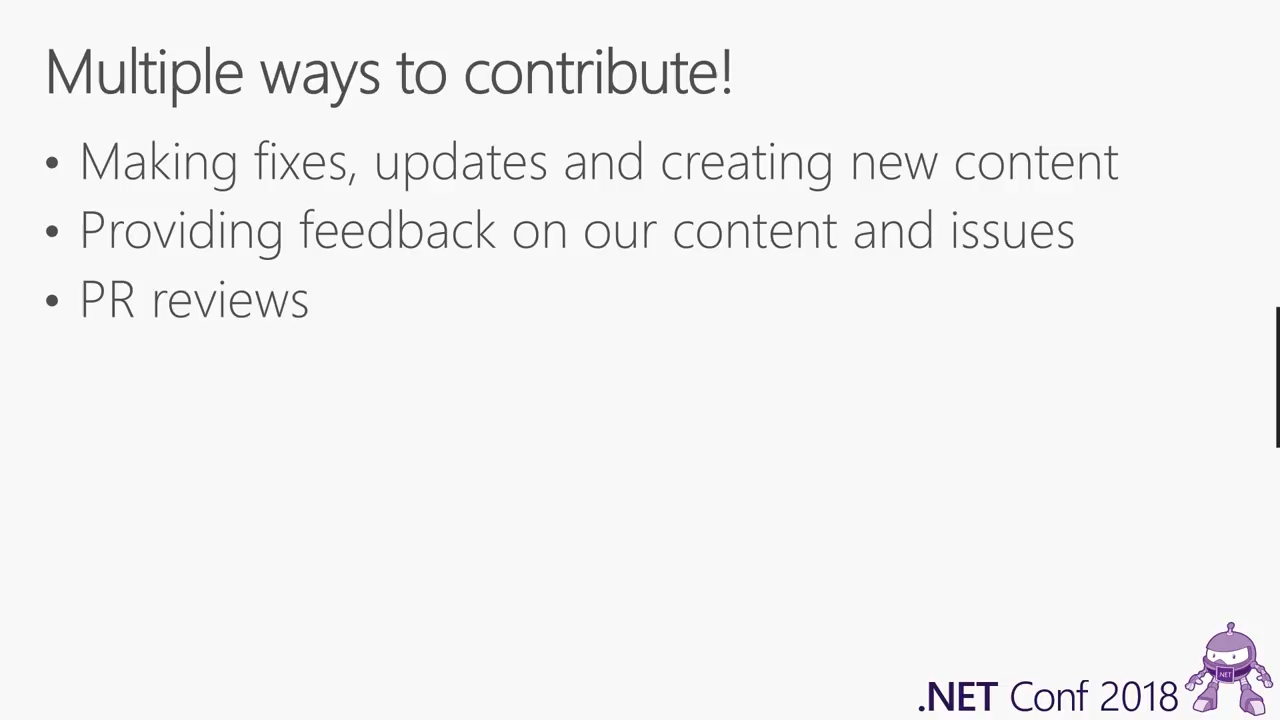 Multiple ways to contribute!
• Making fixes, updates and creating new content
• Providing feedback on our content and issues
• PR reviews
.NET Conf 2018
.NET